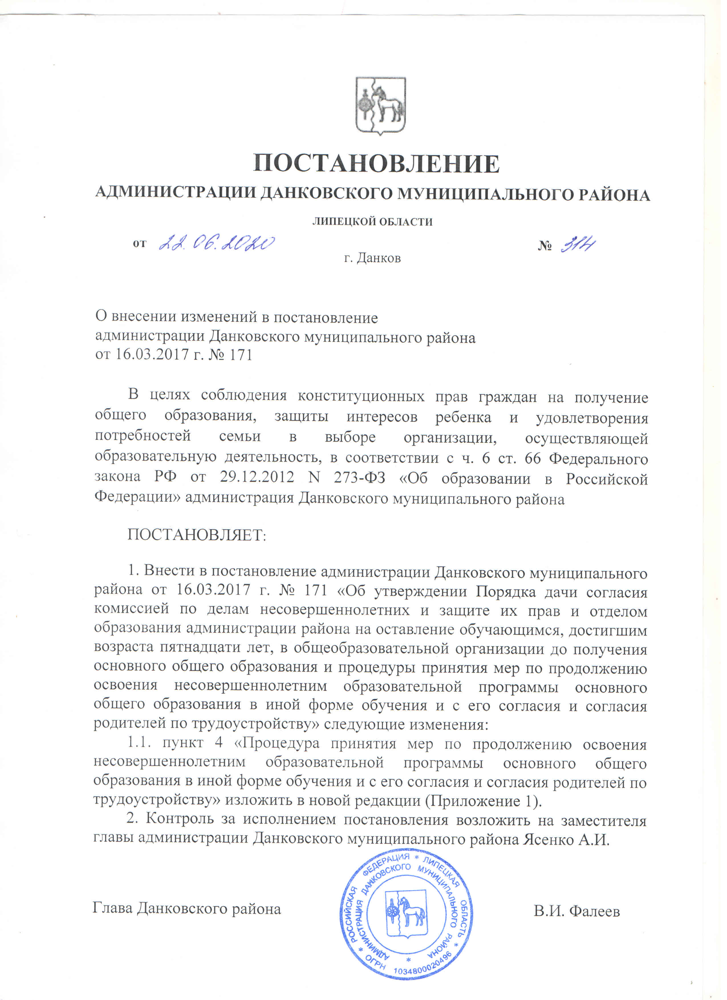 ПОСТАНОВЛЕНИЕ
АДМИНИСТРАЦИИ ДАНКОВСКОГО МУНИЦИПАЛЬНОГО РАЙОНА
ЛИПЕЦКОЙ ОБЛАСТИ
от 22.06.2020 № 314
г. Данков
О внесении изменений в постановление
администрации Данковского муниципального района
от 16.03.2017 г. № 171
В целях соблюдения конституционных прав граждан на получение
общего образования, защиты интересов ребенка и удовлетворения
потребностей семьи в выборе организации, осуществляющей
образовательную деятельность, в соответствии с ч. 6 ст. 66 Федерального
закона РФ от 29.12.2012 N 273-ФЗ «Об образовании в Российской
Федерации» администрация Данковского муниципального района
ПОСТАНОВЛЯЕТ:
1. Внести в постановление администрации Данковского муниципального
района от 16.03.2017 г. № 171 «Об утверждении Порядка дачи согласия
комиссией по делам несовершеннолетних и защите их прав и отделом
образования администрации района на оставление обучающимся, достигшим
возраста пятнадцати лет, в общеобразовательной организации до получения
основного общего образования и процедуры принятия мер по продолжению
освоения несовершеннолетним образовательной программы основного
общего образования в иной форме обучения и с его согласия и согласия
родителей по трудоустройству» следующие изменения:
1.1. пункт 4 «Процедура принятия мер по продолжению освоения
несовершеннолетним образовательной программы основного общего
образования в иной форме обучения и с его согласия и согласия родителей по
трудоустройству» изложить в новой редакции (Приложение 1).
2. Контроль за исполнением постановления возложить на заместителя
главы администрации Данковского муниципального района Ясенко А.И.
Глава Данковского района В.И. Фалеев
* РОССИЙСКАЯ ФЕДЕРАЦИЯ * ЛИПЕЦКАЯ ОБЛАСТЬ *
ОГРН 1034800020496
АДМИНИСТРАЦИЯ ДАНКОВСКОГО МУНИЦИПАЛЬНОГО РАЙОНА *